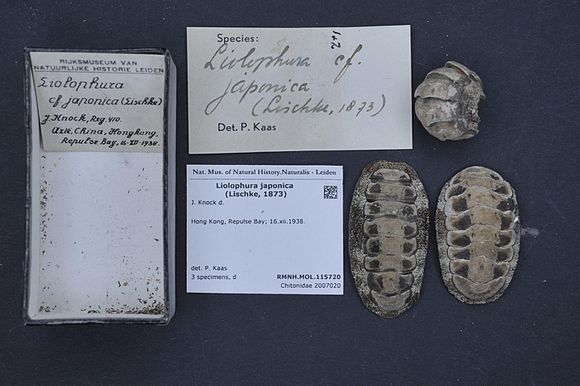 RIJKSMUSEUM VAN
NATUURLIJKE HISTORIE LEIDEN
Liolophura
cf japonica (Lischke)
J. Knock, Reg. 410.
Azië, China, Hongkong,
Repulse Bay, 16-XII-1938.
Species:
1+2
Liolophura cf.
japonica
(Lischke, 1873)
Det. P. Kaas
Nat. Mus. of Natural History.Naturalis - Leiden
Liolophura japonica
(Lischke, 1873)
J. Knock d.
Hong Kong, Repulse Bay; 16.xii.1938.
det. P. Kaas
3 specimens, d
RMNH.MOL.115720
Chitonidae 2007020